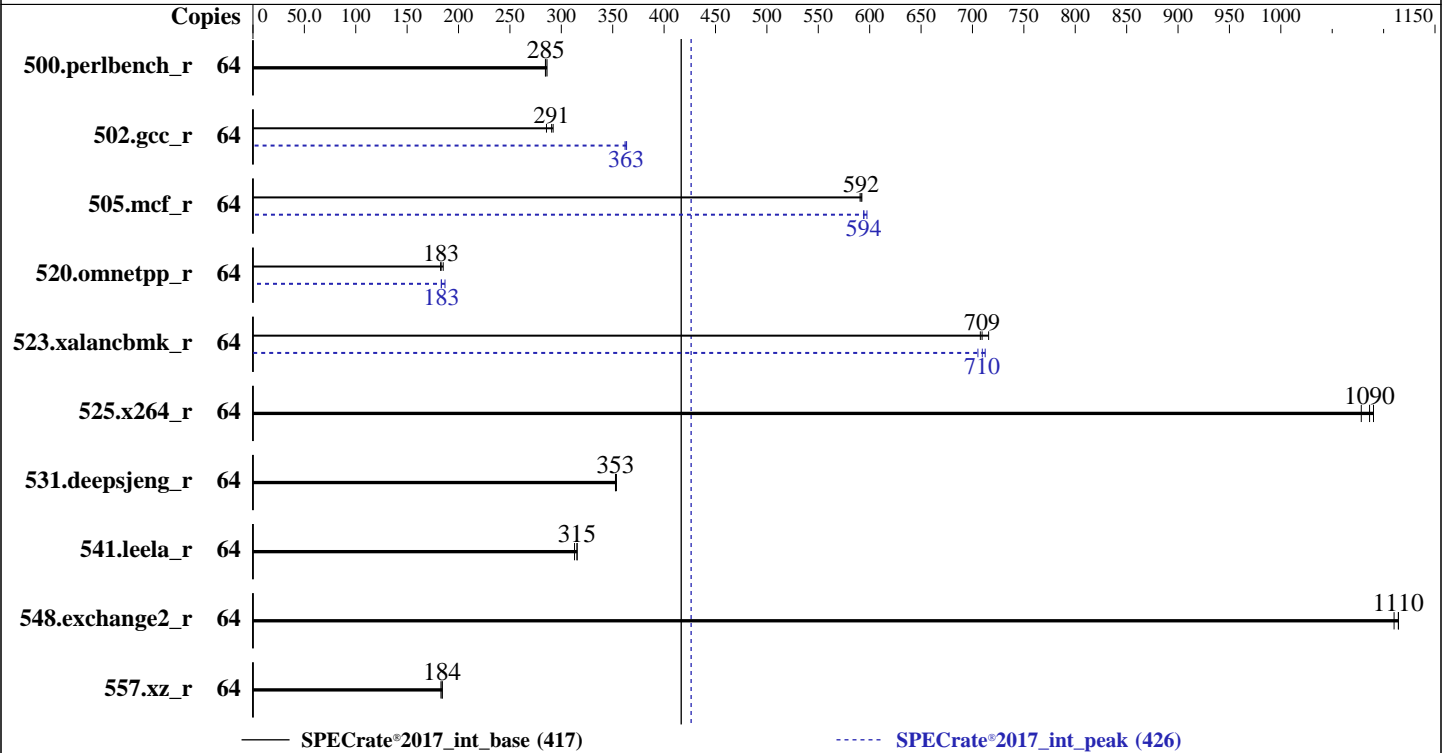 Copies 0 50.0 100 150 200 250 300 350 400 450 500 550 600 650 700 750 800 850 900 950 1000 1150
285
500.perlbench_r 64
291
502.gcc_r 64
363
592
505.mcf_r 64
594
183
520.omnetpp_r 64
183
709
523.xalancbmk_r 64
710
1090
525.x264_r 64
353
531.deepsjeng_r 64
315
541.leela_r 64
1110
548.exchange2_r 64
184
557.xz_r 64
SPECrate®2017_int_base (417) SPECrate®2017_int_peak (426)